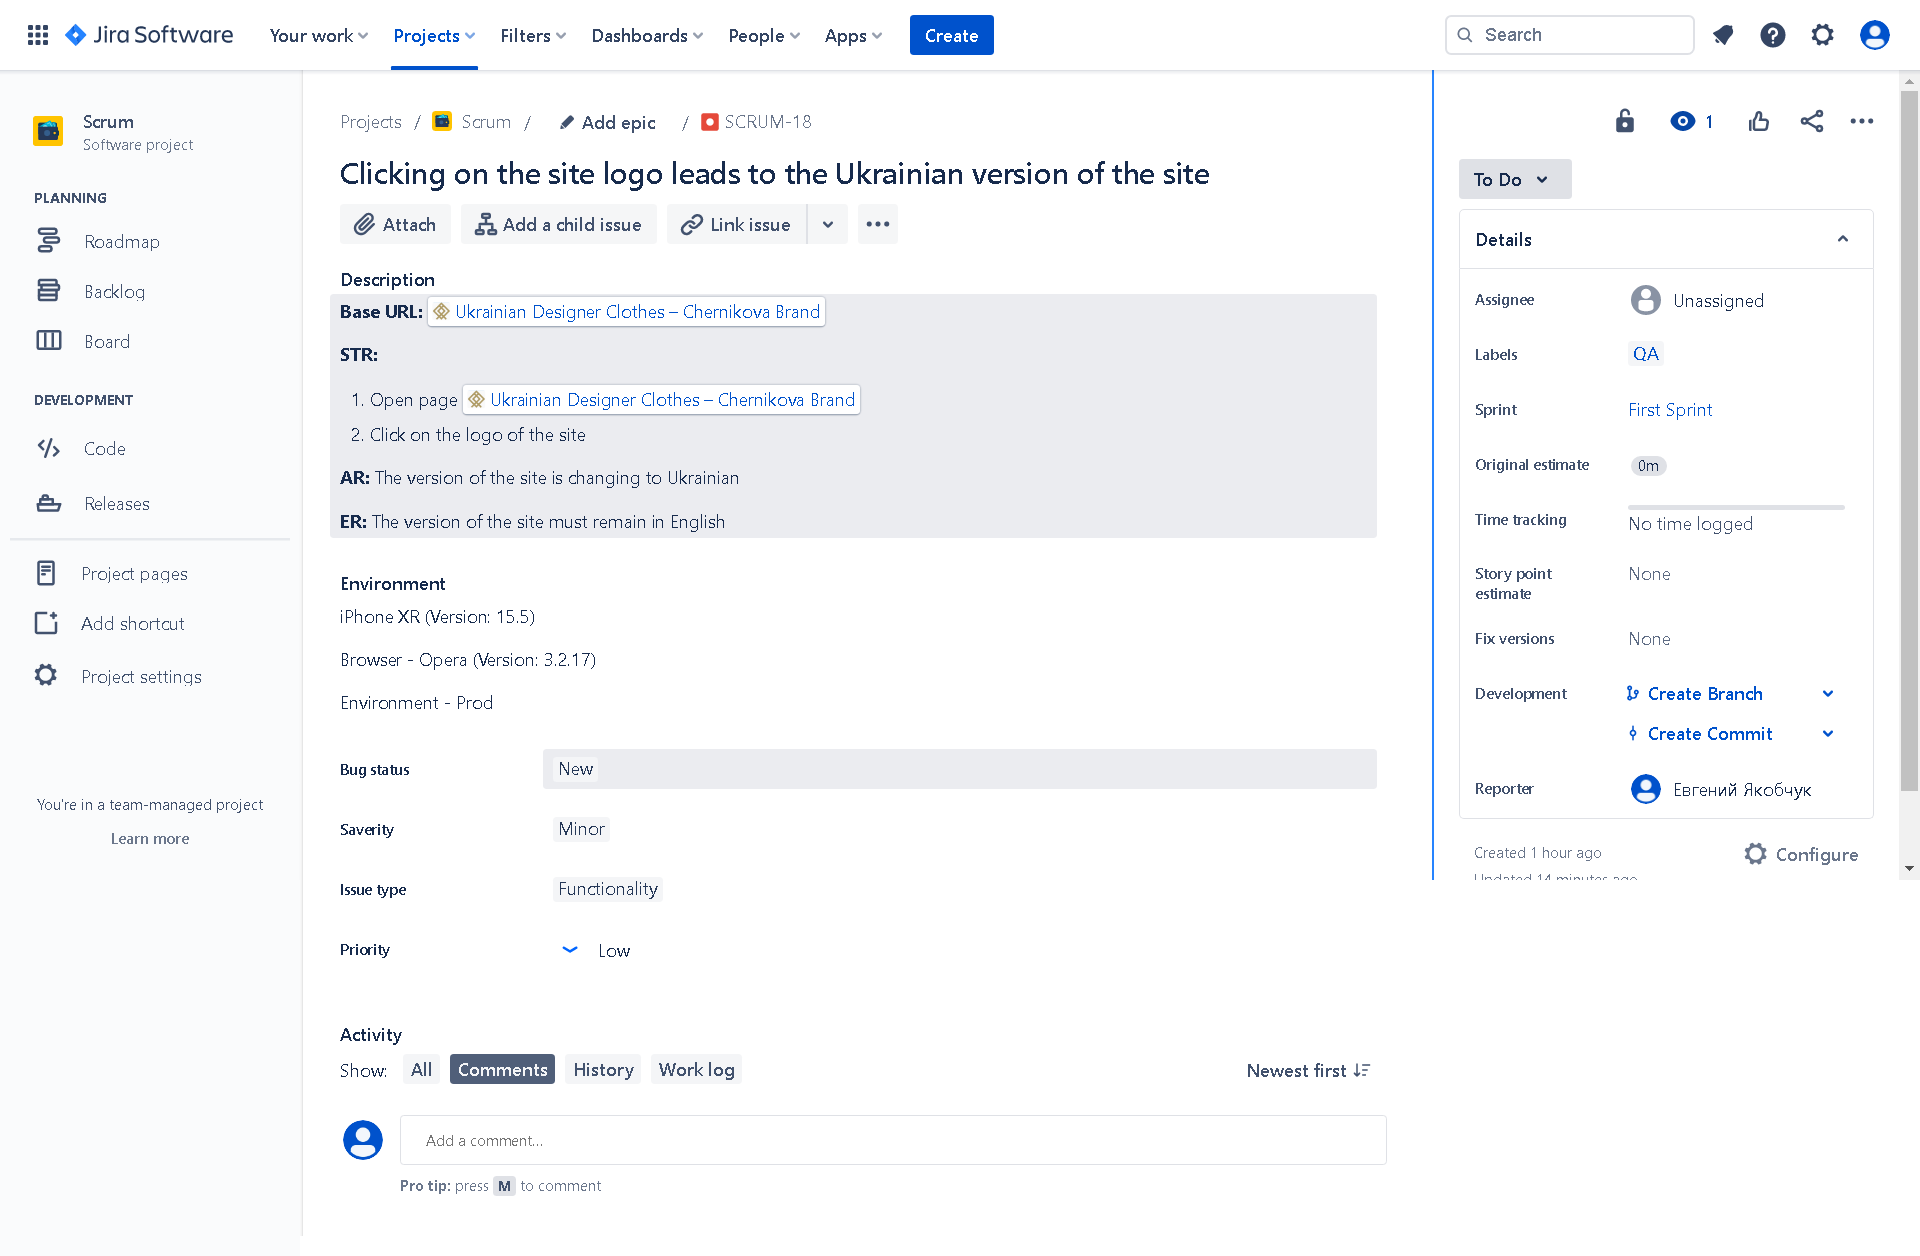 Jira Software
Your work
Projects
Filters
Dashboards
People
Apps
Create
Search
Scrum
Software project
PLANNING
Roadmap
Backlog
Board
DEVELOPMENT
Code
Releases
Project pages
Add shortcut
Project settings
You're in a team-managed project
Learn more
Projects / Scrum / Add epic / SCRUM-18
Clicking on the site logo leads to the Ukrainian version of the site
Attach
Add a child issue
Link issue
Description
Base URL: Ukrainian Designer Clothes – Chernikova Brand
STR:
1. Open page Ukrainian Designer Clothes – Chernikova Brand
2. Click on the logo of the site
AR: The version of the site is changing to Ukrainian
ER: The version of the site must remain in English
Environment
iPhone XR (Version: 15.5)
Browser - Opera (Version: 3.2.17)
Environment - Prod
Bug status New
Saverity Minor
Issue type Functionality
Priority Low
Activity
Show: All Comments History Work log Newest first
Add a comment...
Pro tip: press M to comment
1
To Do
Details
Assignee Unassigned
Labels QA
Sprint First Sprint
Original estimate 0m
Time tracking No time logged
Story point estimate None
Fix versions None
Development Create Branch
Create Commit
Reporter Евгений Якобчук
Created 1 hour ago
Configure
Updated 14 minutes ago